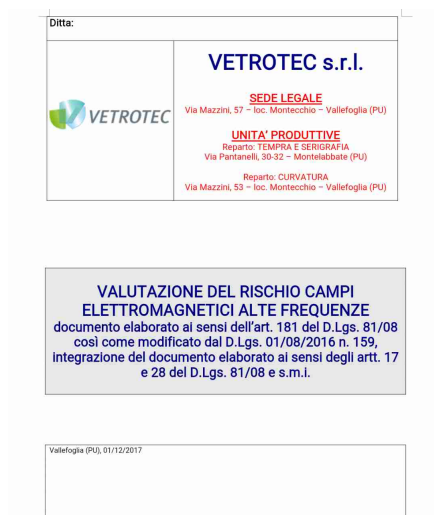 Ditta:
VETROTEC
VETROTEC s.r.l.
SEDE LEGALE
Via Mazzini, 57 – loc. Montecchio – Vallefoglia (PU)
UNITA' PRODUTTIVE
Reparto: TEMPRA E SERIGRAFIA
Via Pantanelli, 30-32 – Montelabbate (PU)
Reparto: CURVATURA
Via Mazzini, 53 – loc. Montecchio – Vallefoglia (PU)
VALUTAZIONE DEL RISCHIO CAMPI
ELETTROMAGNETICI ALTE FREQUENZE
documento elaborato ai sensi dell'art. 181 del D.Lgs. 81/08
così come modificato dal D.Lgs. 01/08/2016 n. 159,
integrazione del documento elaborato ai sensi degli artt. 17
e 28 del D.Lgs. 81/08 e s.m.i.
Vallefoglia (PU), 01/12/2017